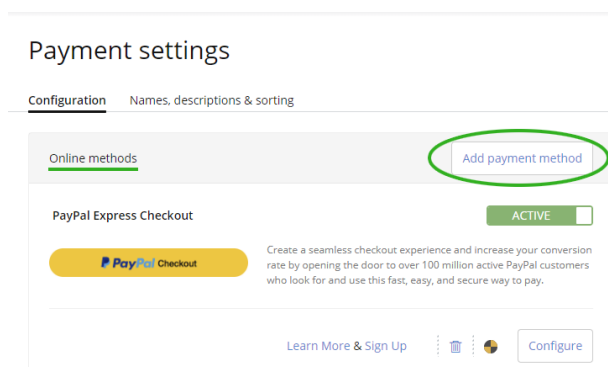 Payment settings
Configuration Names, descriptions & sorting
Online methods Add payment method
PayPal Express Checkout ACTIVE
PayPal Checkout
Create a seamless checkout experience and increase your conversion
rate by opening the door to over 100 million active PayPal customers
who look for and use this fast, easy, and secure way to pay.
Learn More & Sign Up Configure